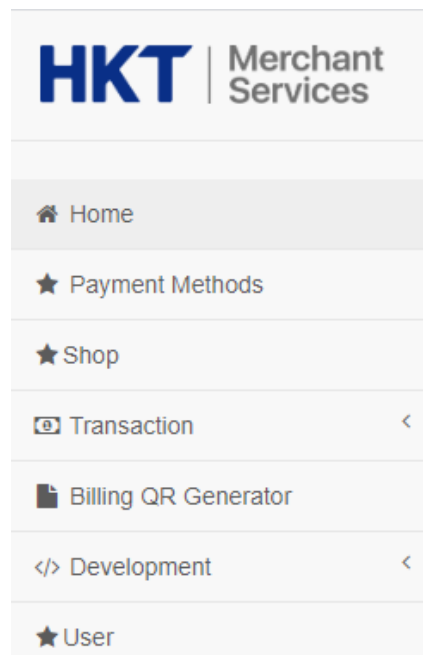 HKT | Merchant
Services
Home
Payment Methods
Shop
Transaction
Billing QR Generator
</> Development
User